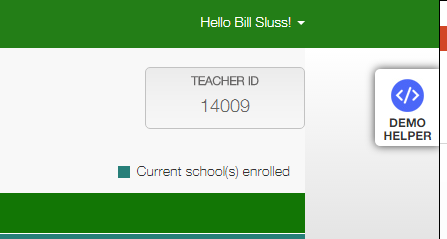 Hello Bill Sluss!
TEACHER ID
14009
</>
DEMO
HELPER
Current school(s) enrolled